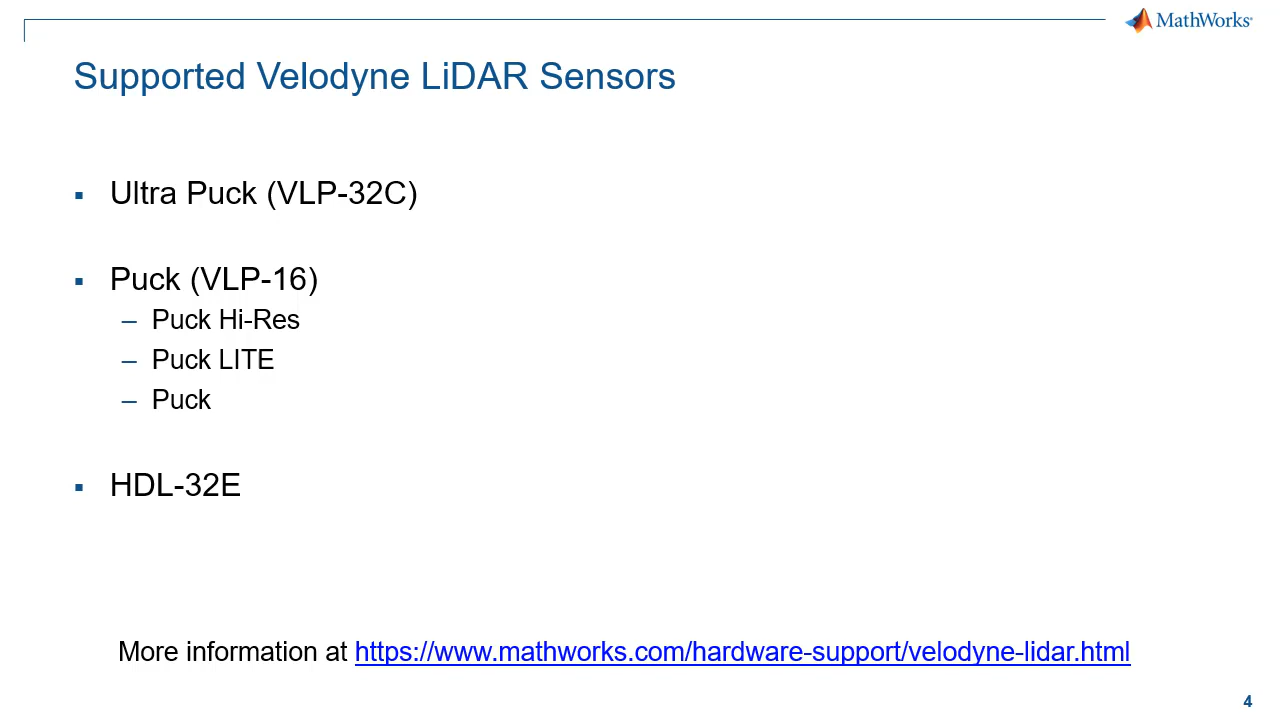 MathWorks®
Supported Velodyne LiDAR Sensors
▪ Ultra Puck (VLP-32C)
▪ Puck (VLP-16)
– Puck Hi-Res
– Puck LITE
– Puck
▪ HDL-32E
More information at https://www.mathworks.com/hardware-support/velodyne-lidar.html
4